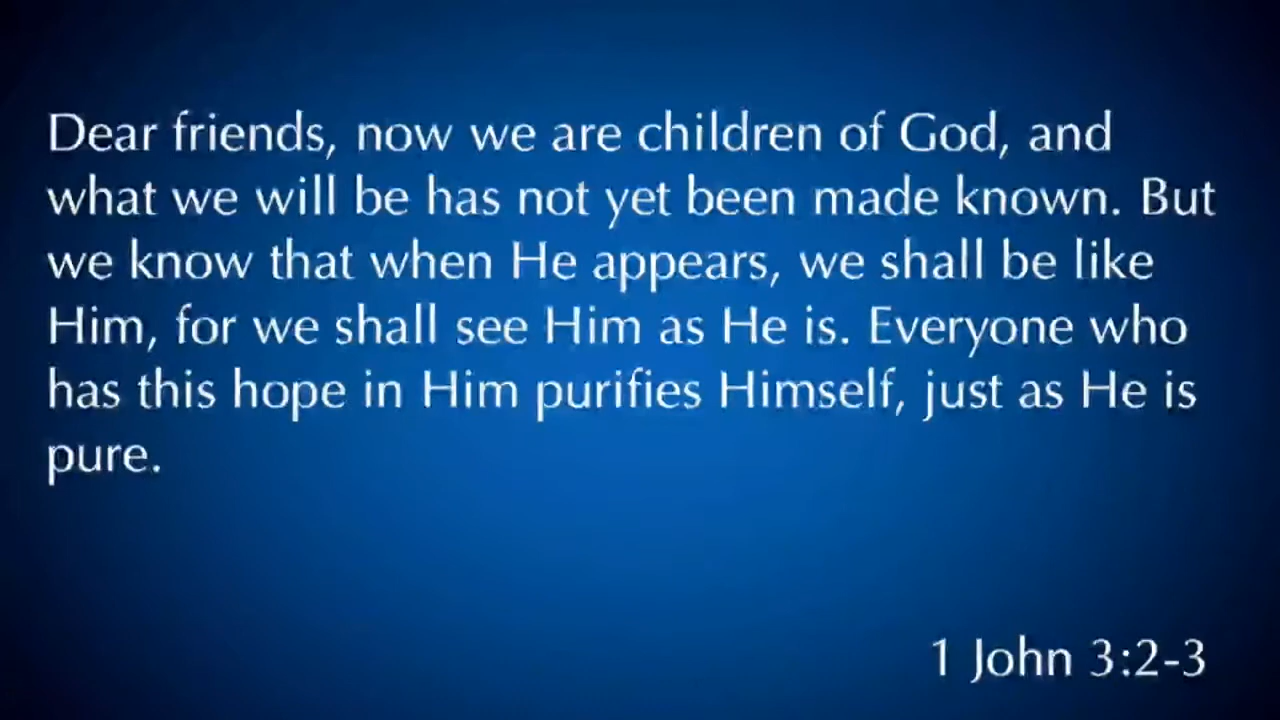 Dear friends, now we are children of God, and
what we will be has not yet been made known. But
we know that when He appears, we shall be like
Him, for we shall see Him as He is. Everyone who
has this hope in Him purifies Himself, just as He is
pure.
1 John 3:2-3